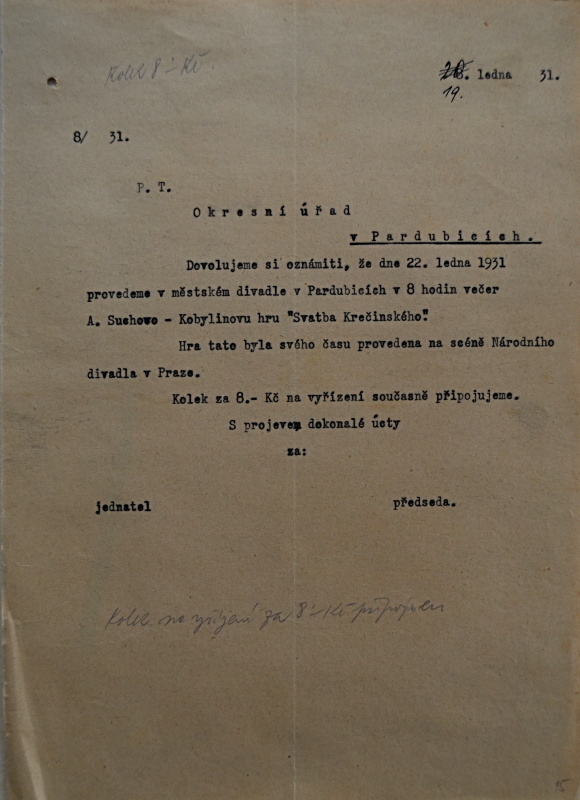 Kolek 8'- Kč.
28. ledna 31.
19.
8/ 31.
P. T.
Okresní úřad
v Pardubicích.
Dovolujeme si oznámiti, že dne 22. ledna 1931
provedeme v městském divadle v Pardubicích v 8 hodin večer
A. Suchowo - Kobylinovu hru "Svatba Krečinského".
Hra tato byla svého času provedena na scéně Národního
divadla v Praze.
Kolek za 8.- Kč na vyřízení současně připojujeme.
S projevem dokonalé úcty
za:
jednatel předseda.
Kolek na vyřízení za 8'- Kč připojen
15